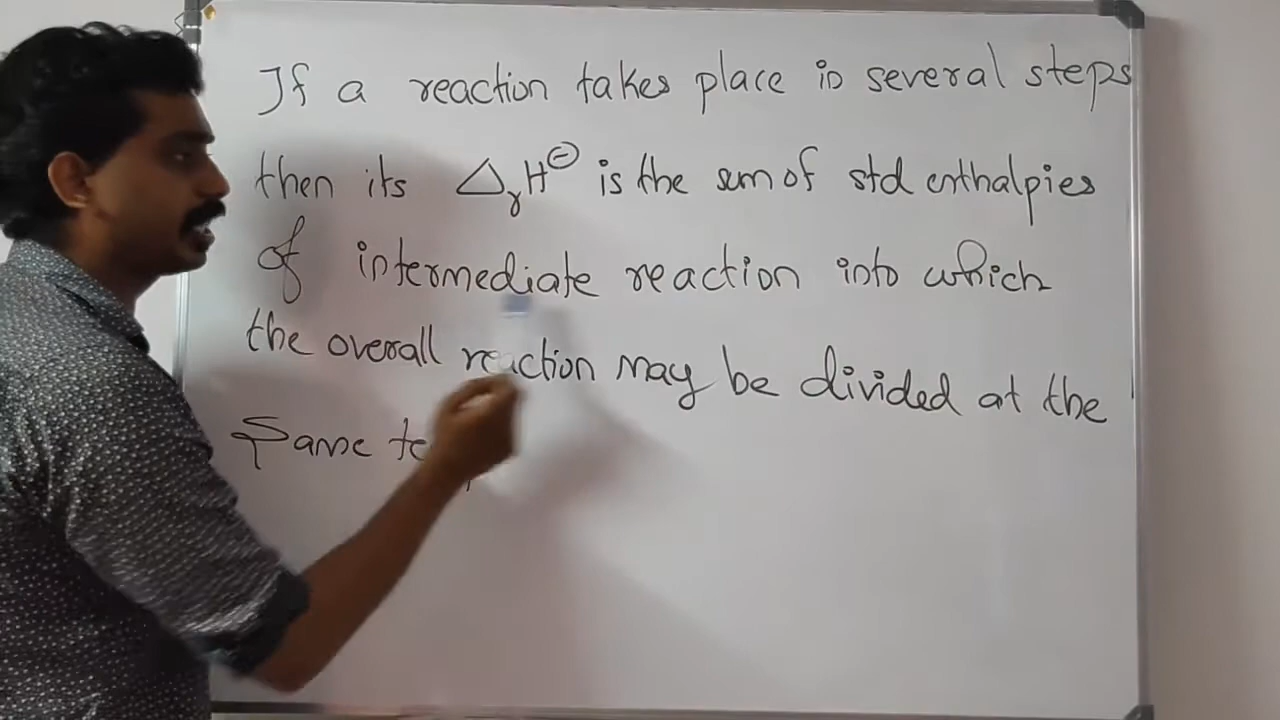 If a reaction takes place in several steps
then its ΔᵣH⊖ is the sum of std enthalpies
of intermediate reaction into which
the overall reaction may be divided at the
Same